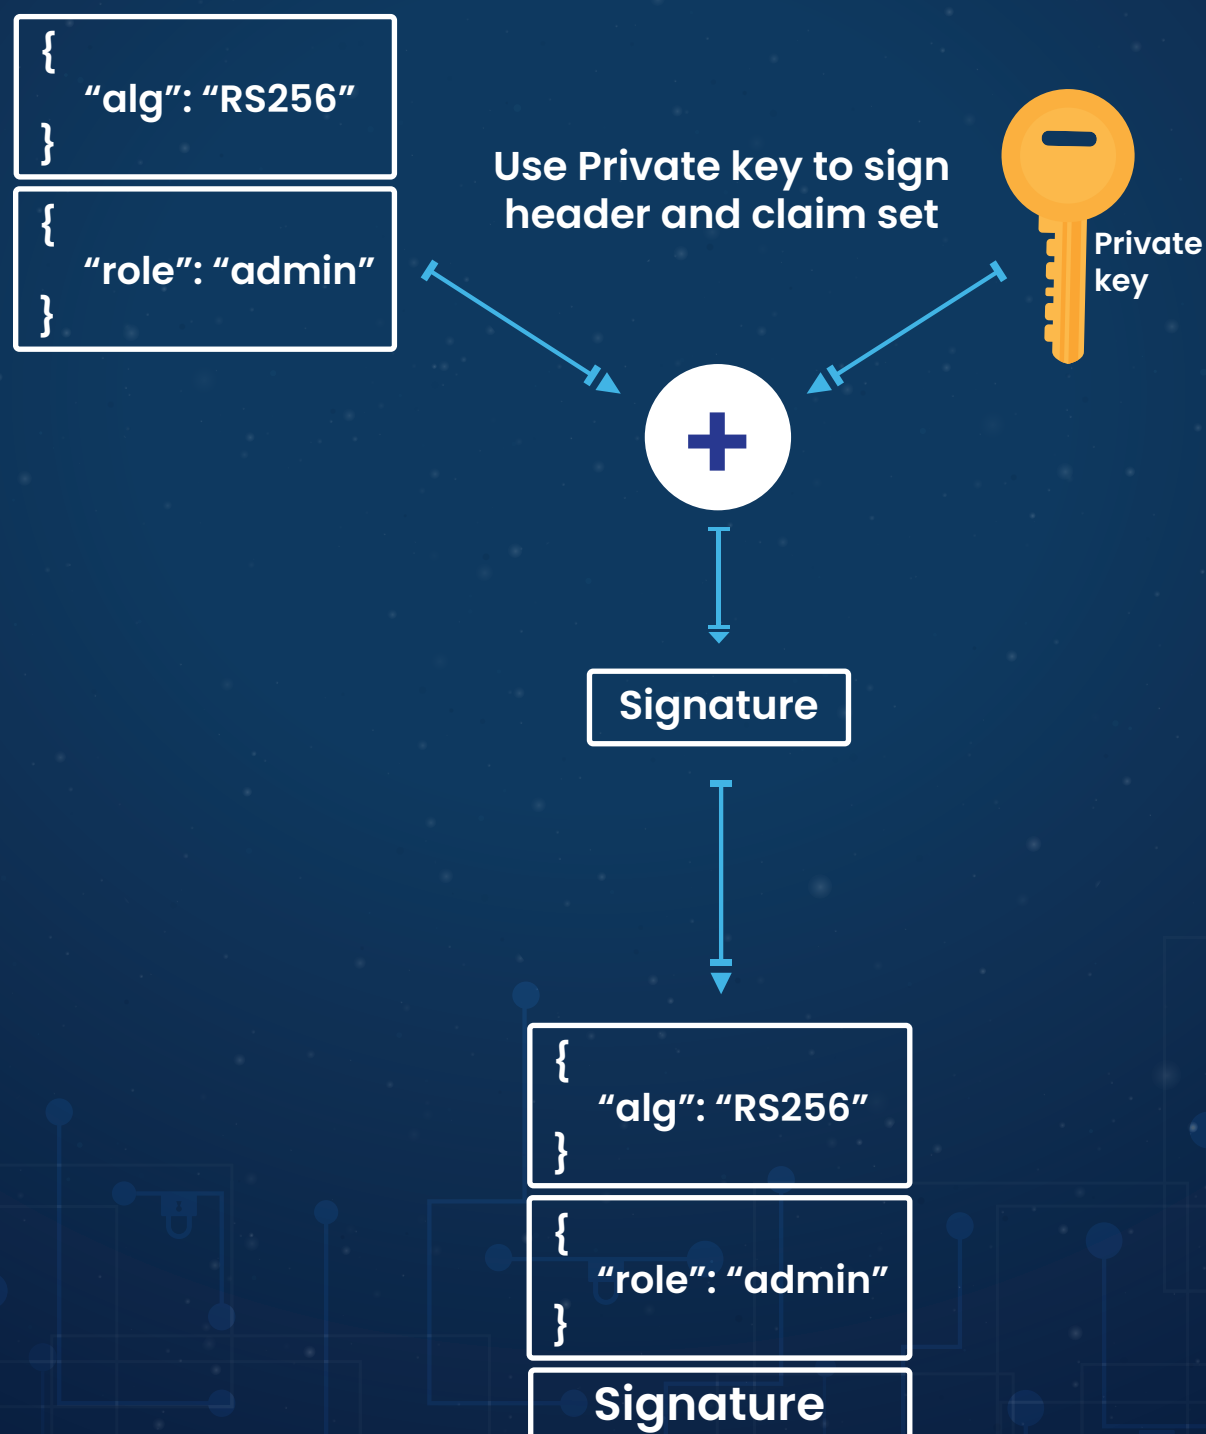 {
“alg”: “RS256”
}
{
“role”: “admin”
}
Use Private key to sign
header and claim set
Private
key
+
Signature
{
“alg”: “RS256”
}
{
“role”: “admin”
}
Signature